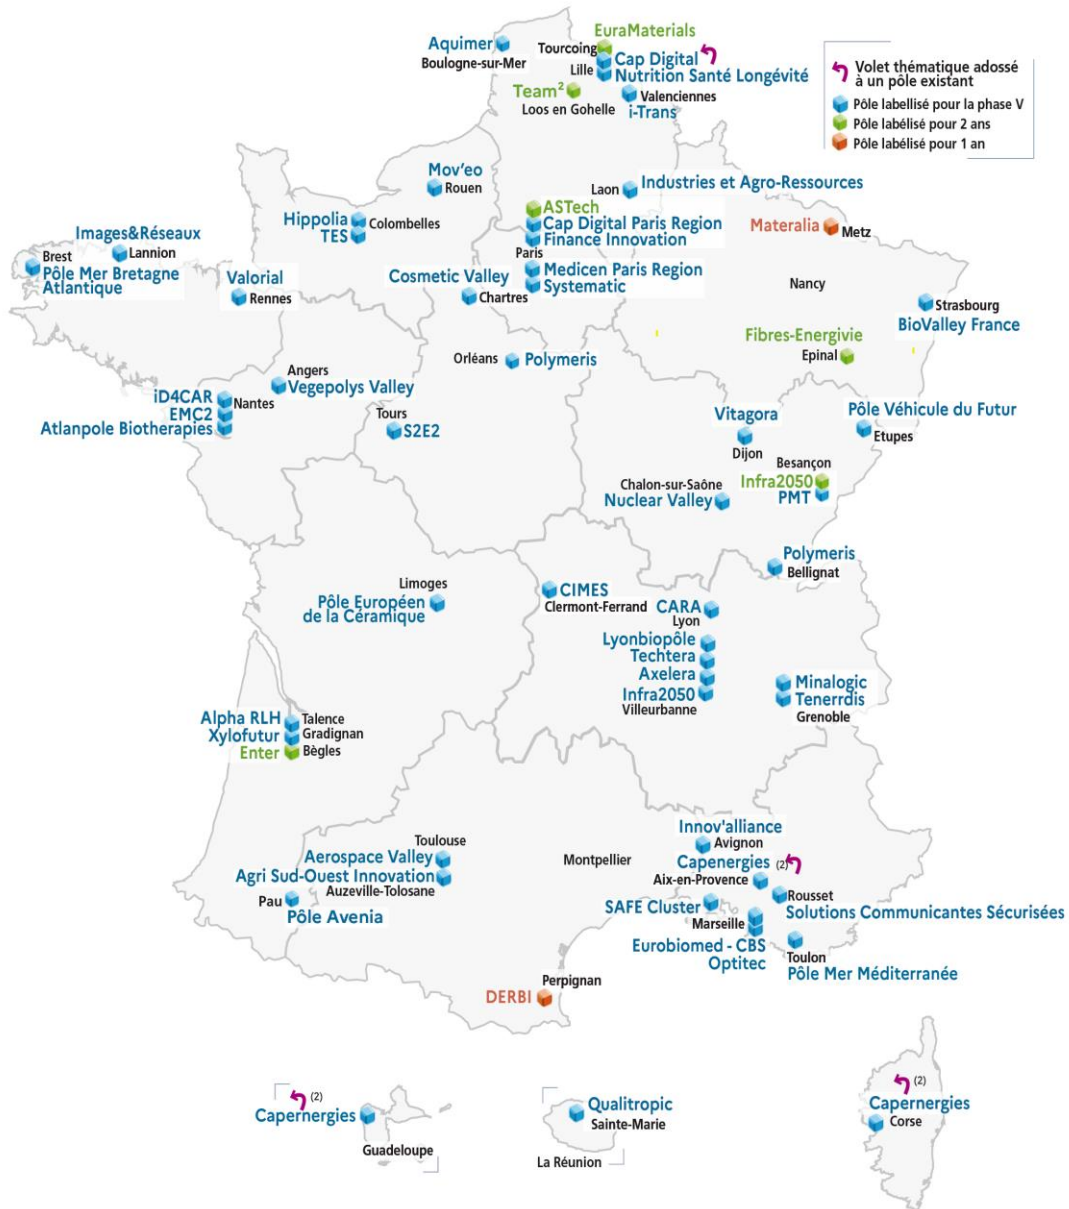 EuraMaterials
Aquimer
Tourcoing
Cap Digital
Boulogne-sur-Mer
Lille
Nutrition Santé Longévité
Team²
Valenciennes
Loos en Gohelle
i-Trans
Volet thématique adossé
à un pôle existant
Pôle labellisé pour la phase V
Pôle labélisé pour 2 ans
Pôle labélisé pour 1 an
Mov'eo
Rouen
Laon
Industries et Agro-Ressources
Hippolia
Colombelles
TES
ASTech
Cap Digital Paris Region
Finance Innovation
Paris
Medicen Paris Region
Systematic
Materalia
Metz
Images&Réseaux
Brest
Lannion
Pôle Mer Bretagne
Atlantique
Valorial
Rennes
Cosmetic Valley
Chartres
Nancy
Strasbourg
BioValley France
Fibres-Energivie
Epinal
Orléans
Polymeris
Angers
Vegepolys Valley
iD4CAR
Nantes
EMC2
Atlanpole Biotherapies
Tours
S2E2
Vitagora
Dijon
Pôle Véhicule du Futur
Etupes
Besançon
Infra2050
PMT
Chalon-sur-Saône
Nuclear Valley
Polymeris
Bellignat
Limoges
Pôle Européen
de la Céramique
CIMES
Clermont-Ferrand
CARA
Lyon
Lyonbiopôle
Techtera
Axelera
Infra2050
Villeurbanne
Minalogic
Tenerrdis
Grenoble
Alpha RLH
Talence
Xylofutur
Gradignan
Enter
Bègles
Toulouse
Aerospace Valley
Agri Sud-Ouest Innovation
Auzeville-Tolosane
Pau
Pôle Avenia
Montpellier
Innov'alliance
Avignon
Capenergies (2)
Aix-en-Provence
Rousset
SAFE Cluster
Solutions Communicantes Sécurisées
Marseille
Eurobiomed - CBS
Optitec
Toulon
Pôle Mer Méditerranée
Perpignan
DERBI
(2)
Capernergies
Guadeloupe
Qualitropic
Sainte-Marie
La Réunion
(2)
Capernergies
Corse